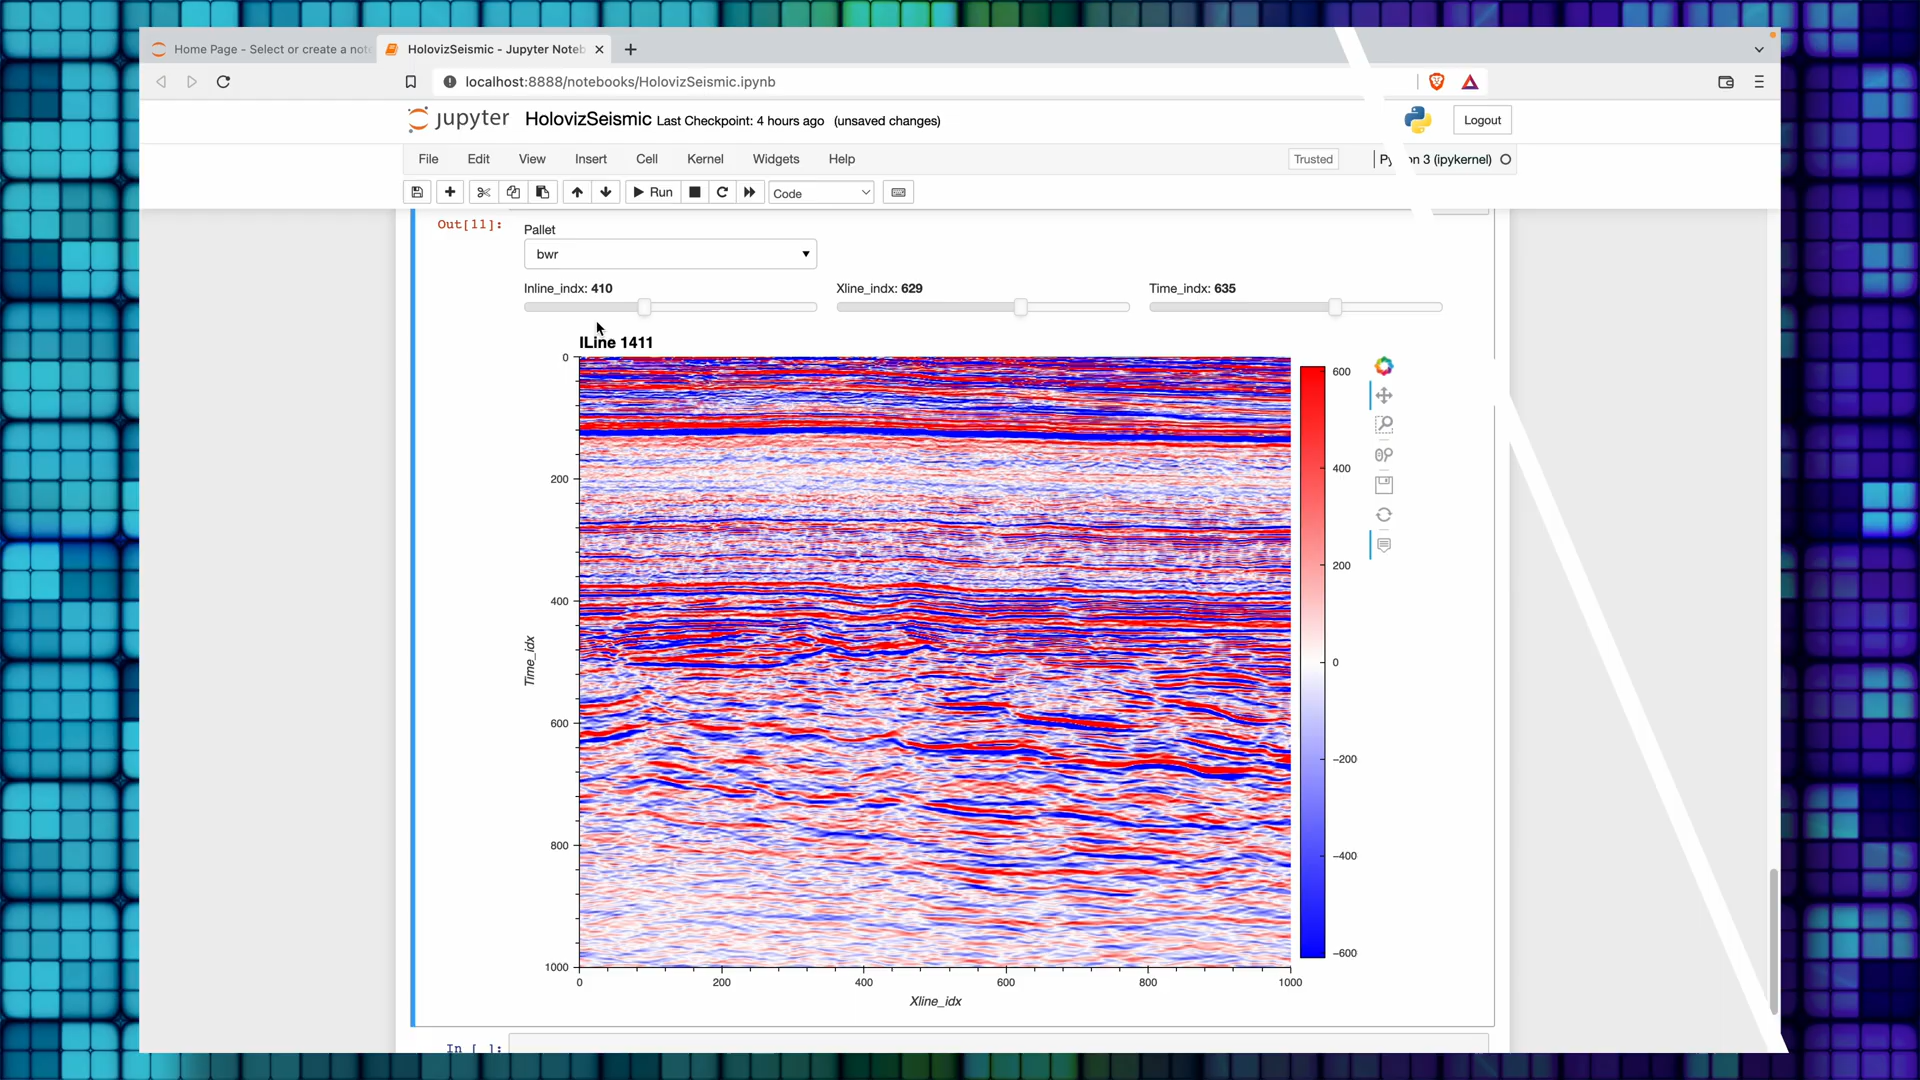 Home Page - Select or create a note
HolovizSeismic - Jupyter Noteb
localhost:8888/notebooks/HolovizSeismic.ipynb
jupyter HolovizSeismic Last Checkpoint: 4 hours ago (unsaved changes)
Logout
File Edit View Insert Cell Kernel Widgets Help
Trusted
Py on 3 (ipykernel)
Run
Code
Out[11]:
Pallet
bwr
Inline_indx: 410
Xline_indx: 629
Time_indx: 635
ILine 1411
0
200
400
600
800
1000
Time_idx
0 200 400 600 800 1000
Xline_idx
600
400
200
0
−200
−400
−600
In [ ]: